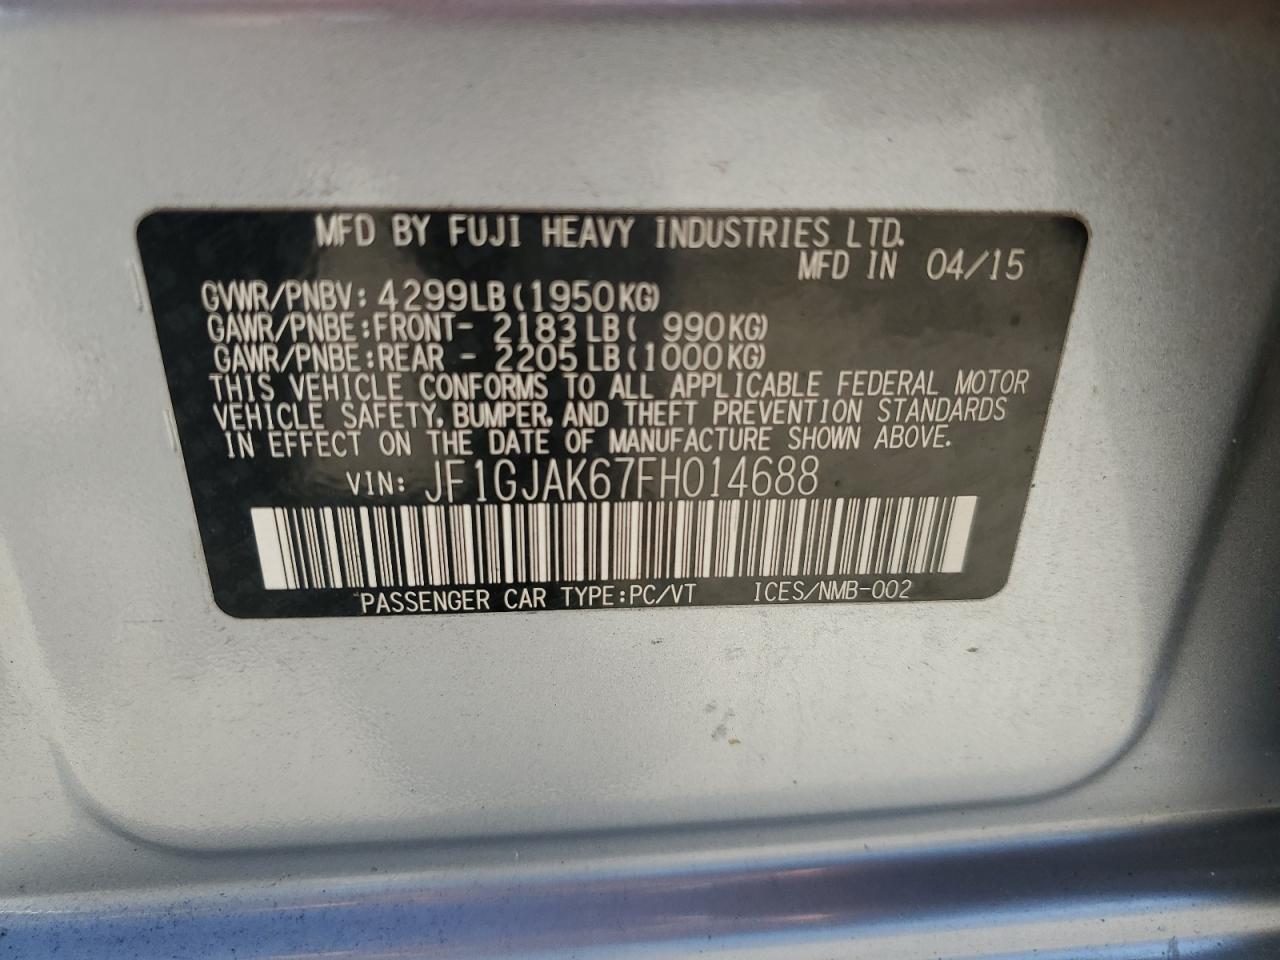 MFD BY FUJI HEAVY INDUSTRIES LTD.
MFD IN 04/15
GVWR/PNBV: 4299LB(1950KG)
GAWR/PNBE:FRONT- 2183LB( 990KG)
GAWR/PNBE:REAR - 2205LB(1000KG)
THIS VEHICLE CONFORMS TO ALL APPLICABLE FEDERAL MOTOR
VEHICLE SAFETY, BUMPER, AND THEFT PREVENTION STANDARDS
IN EFFECT ON THE DATE OF MANUFACTURE SHOWN ABOVE.
VIN: JF1GJAK67FH014688
PASSENGER CAR TYPE:PC/VT ICES/NMB-002